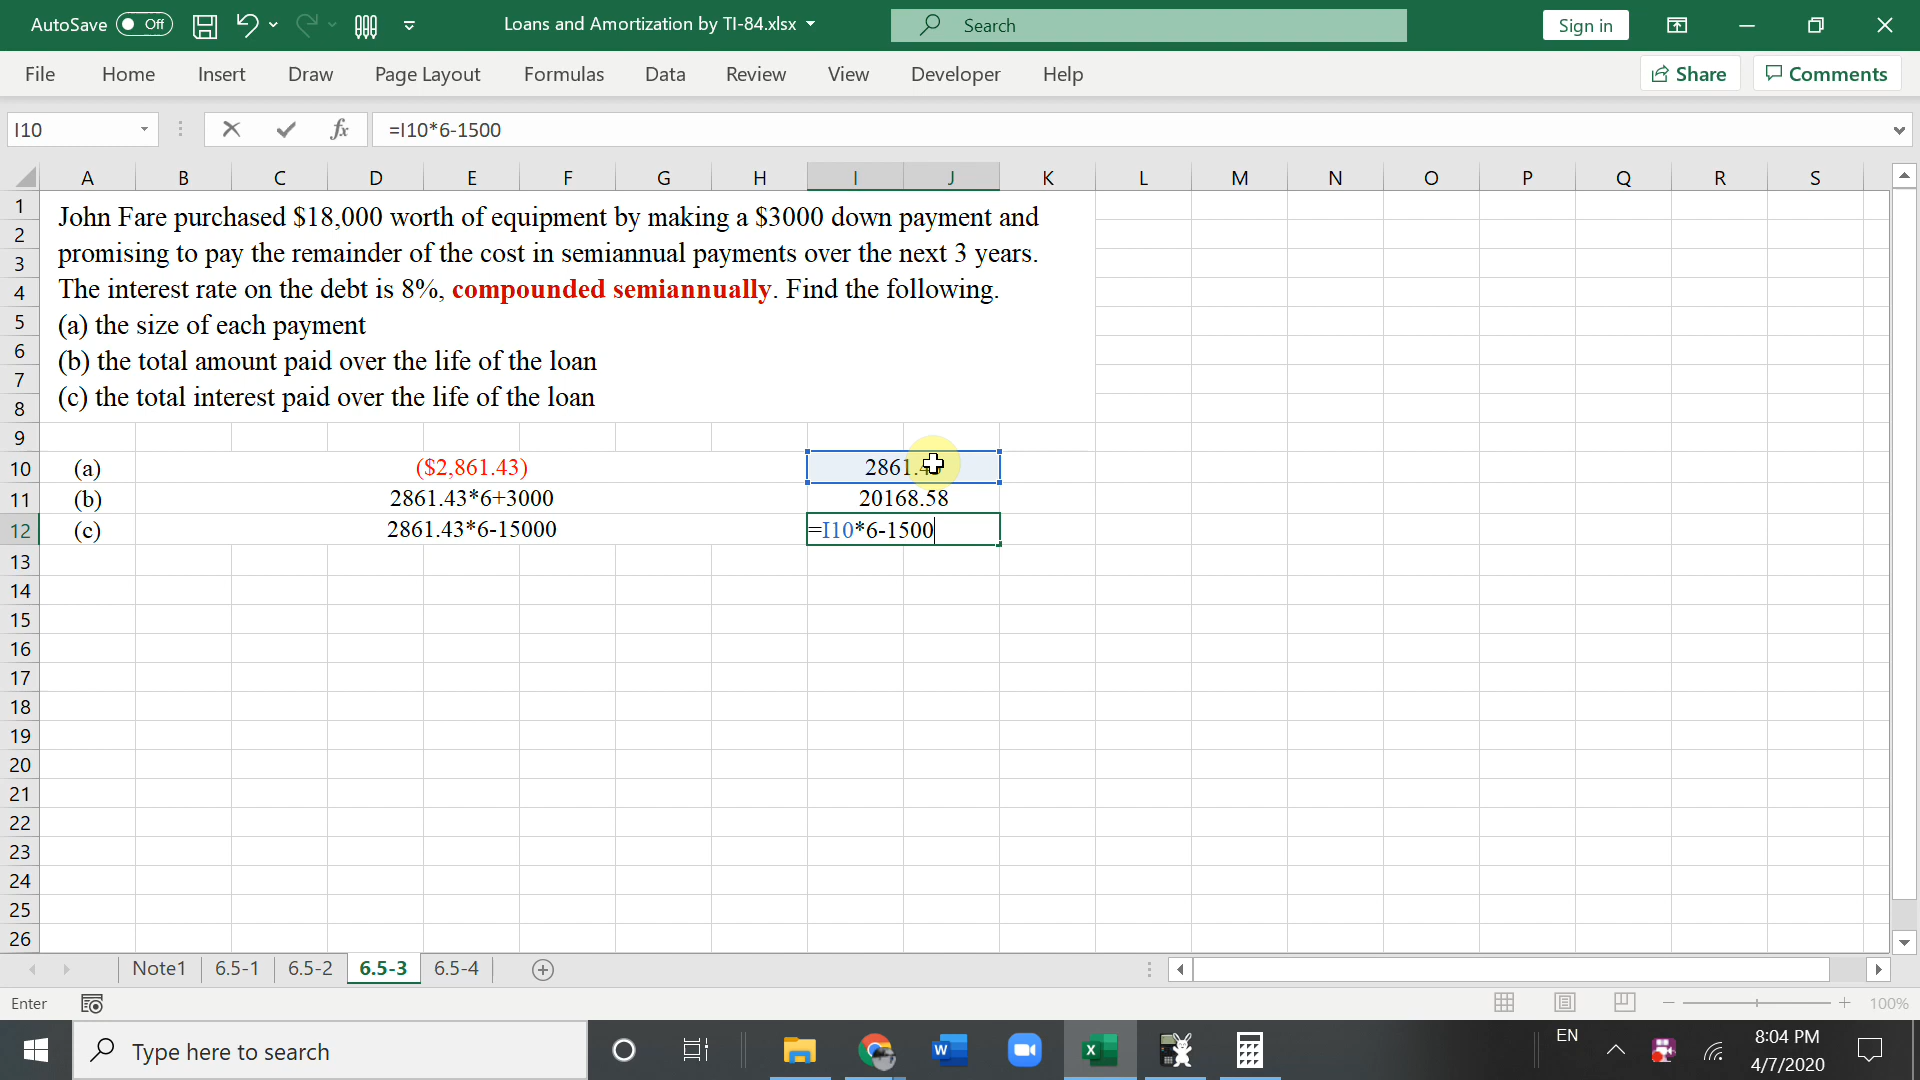 AutoSave Off Loans and Amortization by TI-84.xlsx Search Sign in
File Home Insert Draw Page Layout Formulas Data Review View Developer Help Share Comments
I10 fx =I10*6-1500
A B C D E F G H I J K L M N O P Q R S
1
2
3
4
5
6
7
8
9
10
11
12
13
14
15
16
17
18
19
20
21
22
23
24
25
26
John Fare purchased $18,000 worth of equipment by making a $3000 down payment and
promising to pay the remainder of the cost in semiannual payments over the next 3 years.
The interest rate on the debt is 8%, compounded semiannually. Find the following.
(a) the size of each payment
(b) the total amount paid over the life of the loan
(c) the total interest paid over the life of the loan
(a) ($2,861.43)
(b) 2861.43*6+3000 20168.58
(c) 2861.43*6-15000 =I10*6-1500
Note1 6.5-1 6.5-2 6.5-3 6.5-4
Enter 100%
Type here to search EN 8:04 PM
4/7/2020